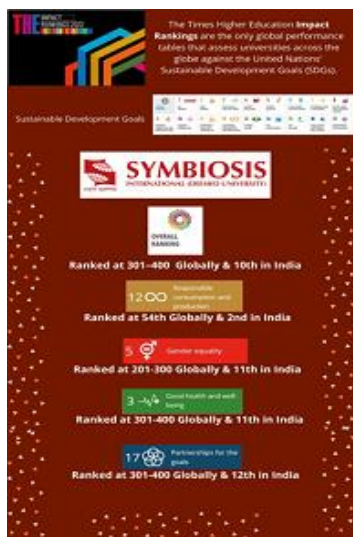 THE IMPACT
RANKINGS 2022
The Times Higher Education Impact
Rankings are the only global performance
tables that assess universities across the
globe against the United Nations'
Sustainable Development Goals (SDGs).
Sustainable Development Goals
SYMBIOSIS
INTERNATIONAL (DEEMED UNIVERSITY)
OVERALL
RANKING
Ranked at 301-400 Globally & 10th in India
12 Responsible
consumption and
production
Ranked at 54th Globally & 2nd in India
5 Gender equality
Ranked at 201-300 Globally & 11th in India
3 Good health and well
being
Ranked at 301-400 Globally & 11th in India
17 Partnerships for the
goals
Ranked at 301-400 Globally & 12th in India